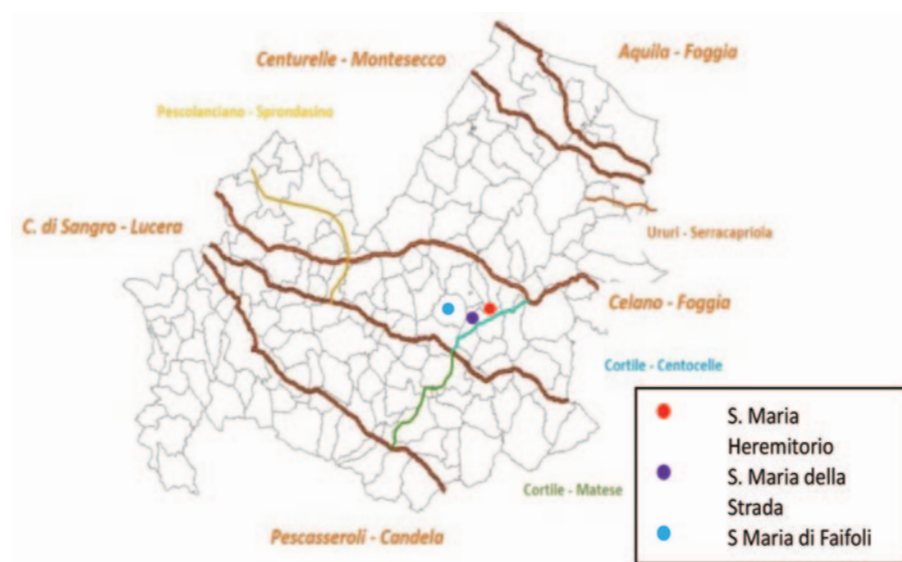 Aquila - Foggia
Centurelle - Montesecco
Pescolanciano - Sprondasino
C. di Sangro - Lucera
Ururi - Serracapriola
Celano - Foggia
Cortile - Centocelle
S. Maria
Heremitorio
S. Maria della
Strada
S Maria di Faifoli
Cortile - Matese
Pescasseroli - Candela